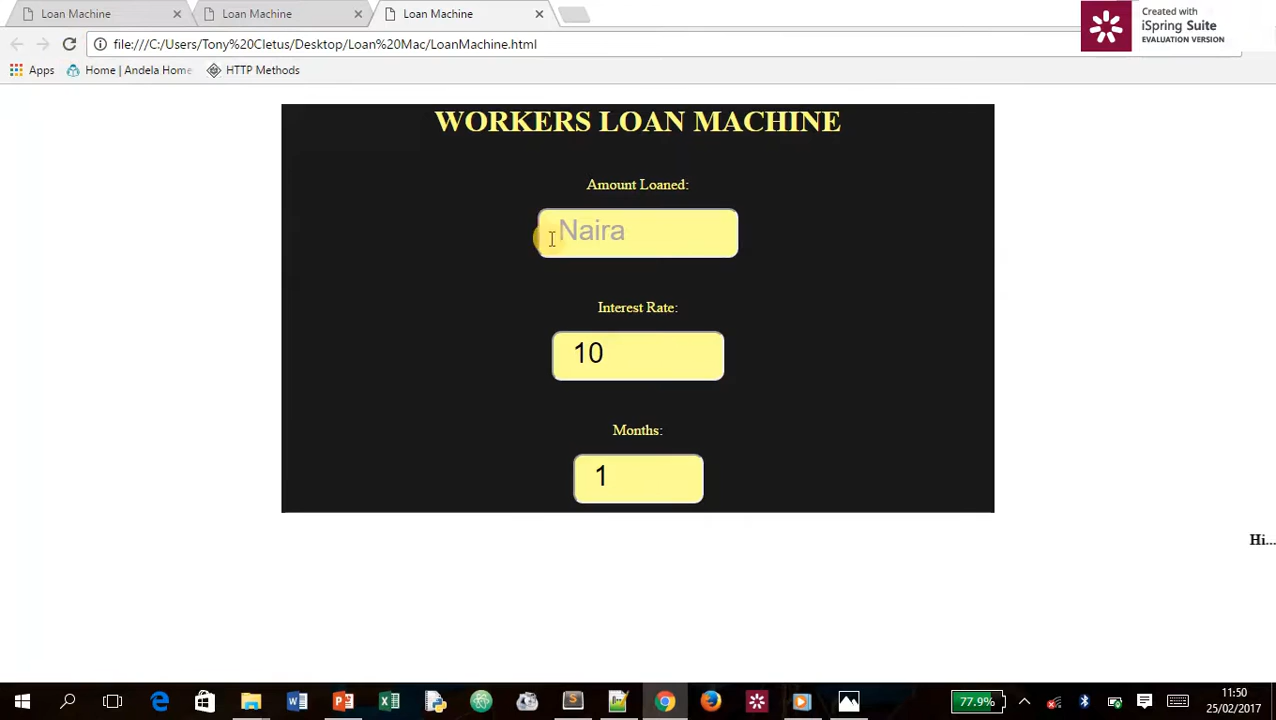 Loan Machine
Loan Machine
Loan Machine
Created with
iSpring Suite
EVALUATION VERSION
file:///C:/Users/Tony%20Cletus/Desktop/Loan%20Mac/LoanMachine.html
Apps
Home | Andela Home
HTTP Methods
WORKERS LOAN MACHINE
Amount Loaned:
Naira
Interest Rate:
10
Months:
1
Hi...
77.9%
11:50
25/02/2017